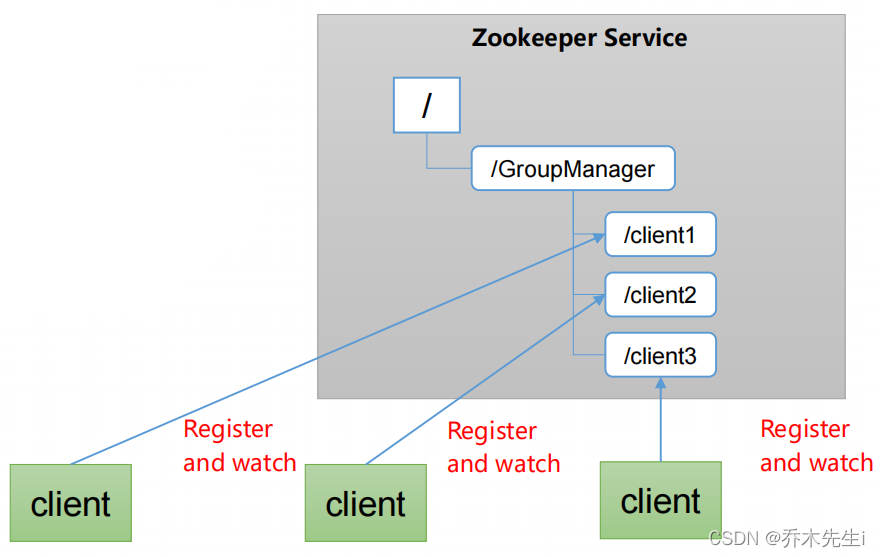 Zookeeper Service
/
/GroupManager
/client1
/client2
/client3
Register
and watch
Register
and watch
Register
and watch
client
client
client
CSDN @乔木先生i